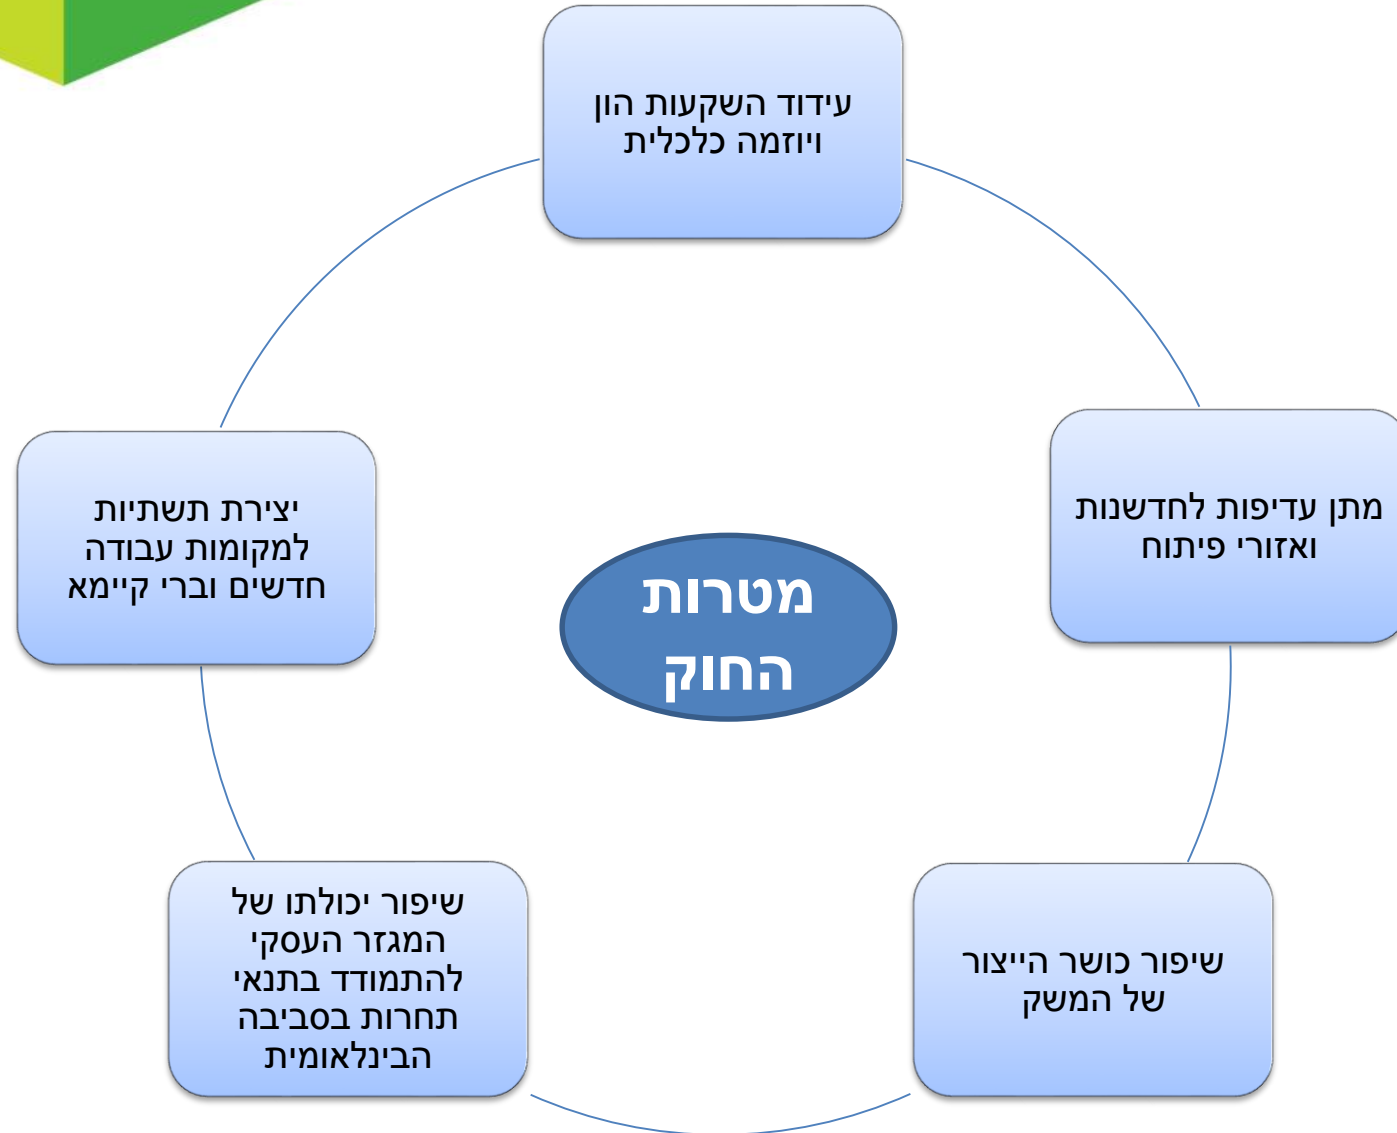 עידוד השקעות הון
ויוזמה כלכלית
מתן עדיפות לחדשנות
ואזורי פיתוח
יצירת תשתיות
למקומות עבודה
חדשים וברי קיימא
מטרות
החוק
שיפור כושר הייצור
של המשק
שיפור יכולתו של
המגזר העסקי
להתמודד בתנאי
תחרות בסביבה
הבינלאומית